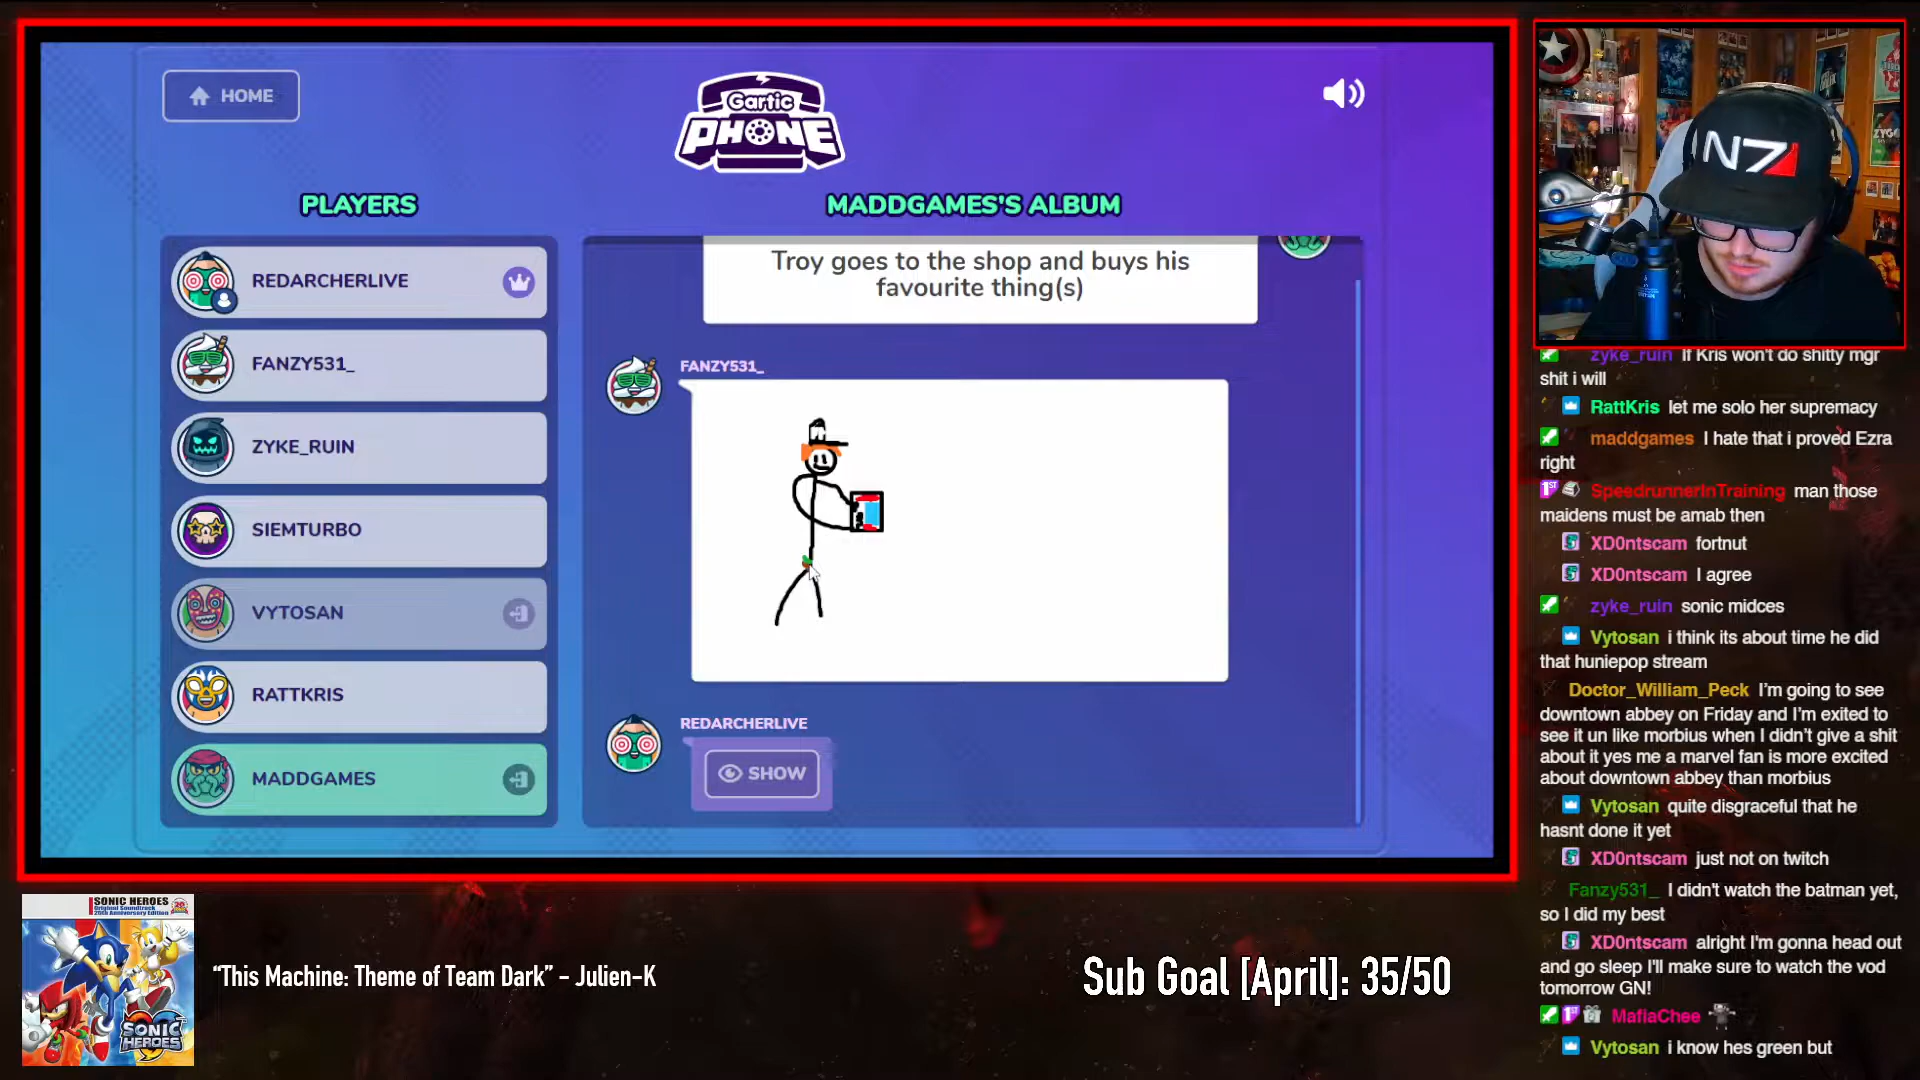 HOME
Gartic
PHONE
PLAYERS
MADDGAMES'S ALBUM
REDARCHERLIVE
FANZY531_
ZYKE_RUIN
SIEMTURBO
VYTOSAN
RATTKRIS
MADDGAMES
Troy goes to the shop and buys his
favourite thing(s)
FANZY531_
REDARCHERLIVE
SHOW
N7
zyke_ruin If Kris won't do shitty mgr
shit i will
RattKris let me solo her supremacy
maddgames I hate that i proved Ezra
right
SpeedrunnerInTraining man those
maidens must be amab then
XD0ntscam fortnut
XD0ntscam I agree
zyke_ruin sonic midces
Vytosan i think its about time he did
that huniepop stream
Doctor_William_Peck I'm going to see
downtown abbey on Friday and I'm exited to
see it un like morbius when I didn't give a shit
about it yes me a marvel fan is more excited
about downtown abbey than morbius
Vytosan quite disgraceful that he
hasnt done it yet
XD0ntscam just not on twitch
Fanzy531_ I didn't watch the batman yet,
so I did my best
XD0ntscam alright I'm gonna head out
and go sleep I'll make sure to watch the vod
tomorrow GN!
MafiaChee
Vytosan i know hes green but
SONIC HEROES
Original Soundtrack
20th Anniversary Edition
SONIC
HEROES
“This Machine: Theme of Team Dark” - Julien-K
Sub Goal [April]: 35/50